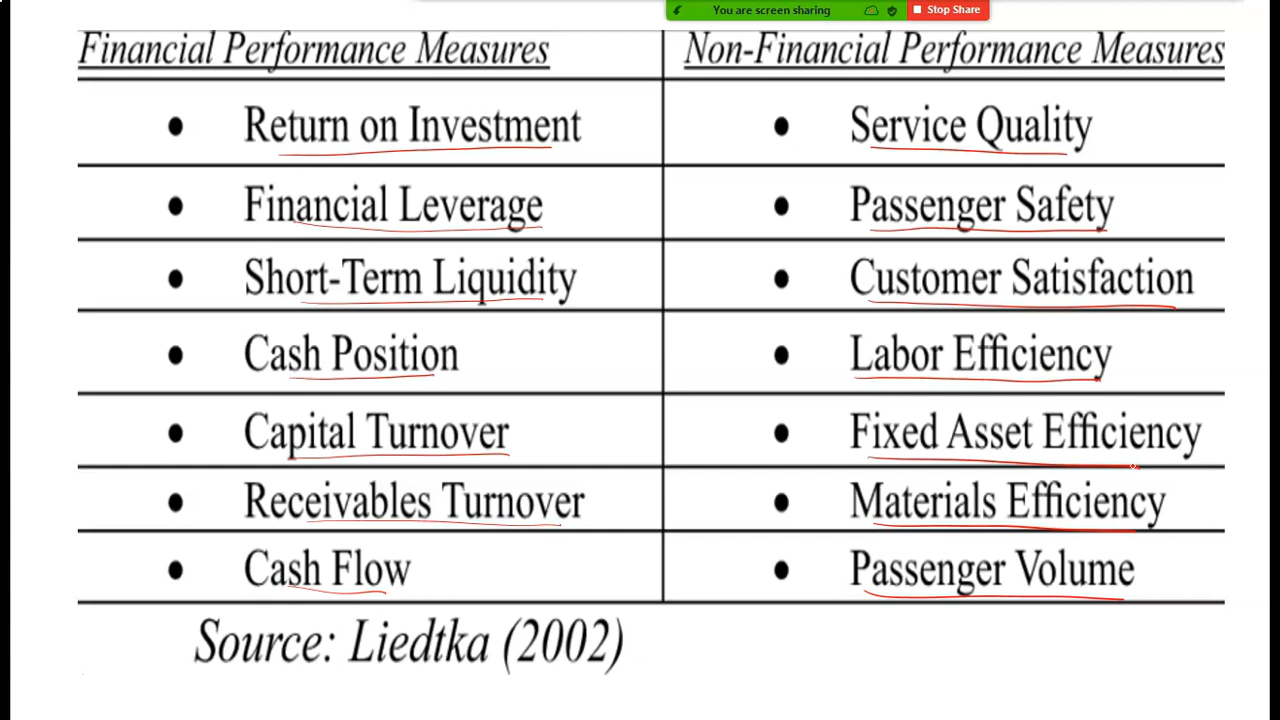 You are screen sharing Stop Share
Financial Performance Measures Non-Financial Performance Measures
• Return on Investment • Service Quality
• Financial Leverage • Passenger Safety
• Short-Term Liquidity • Customer Satisfaction
• Cash Position • Labor Efficiency
• Capital Turnover • Fixed Asset Efficiency
• Receivables Turnover • Materials Efficiency
• Cash Flow • Passenger Volume
Source: Liedtka (2002)